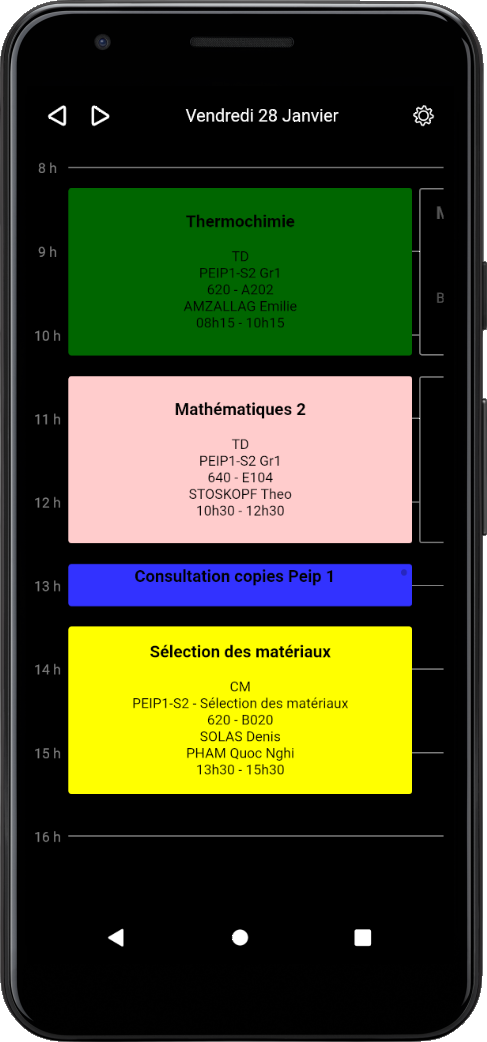 Vendredi 28 Janvier
8 h
Thermochimie
9 h
TD
PEIP1-S2 Gr1
620 - A202
AMZALLAG Emilie
08h15 - 10h15
10 h
Mathématiques 2
11 h
TD
PEIP1-S2 Gr1
640 - E104
STOSKOPF Theo
10h30 - 12h30
12 h
Consultation copies Peip 1
13 h
Sélection des matériaux
14 h
CM
PEIP1-S2 - Sélection des matériaux
620 - B020
SOLAS Denis
PHAM Quoc Nghi
13h30 - 15h30
15 h
16 h